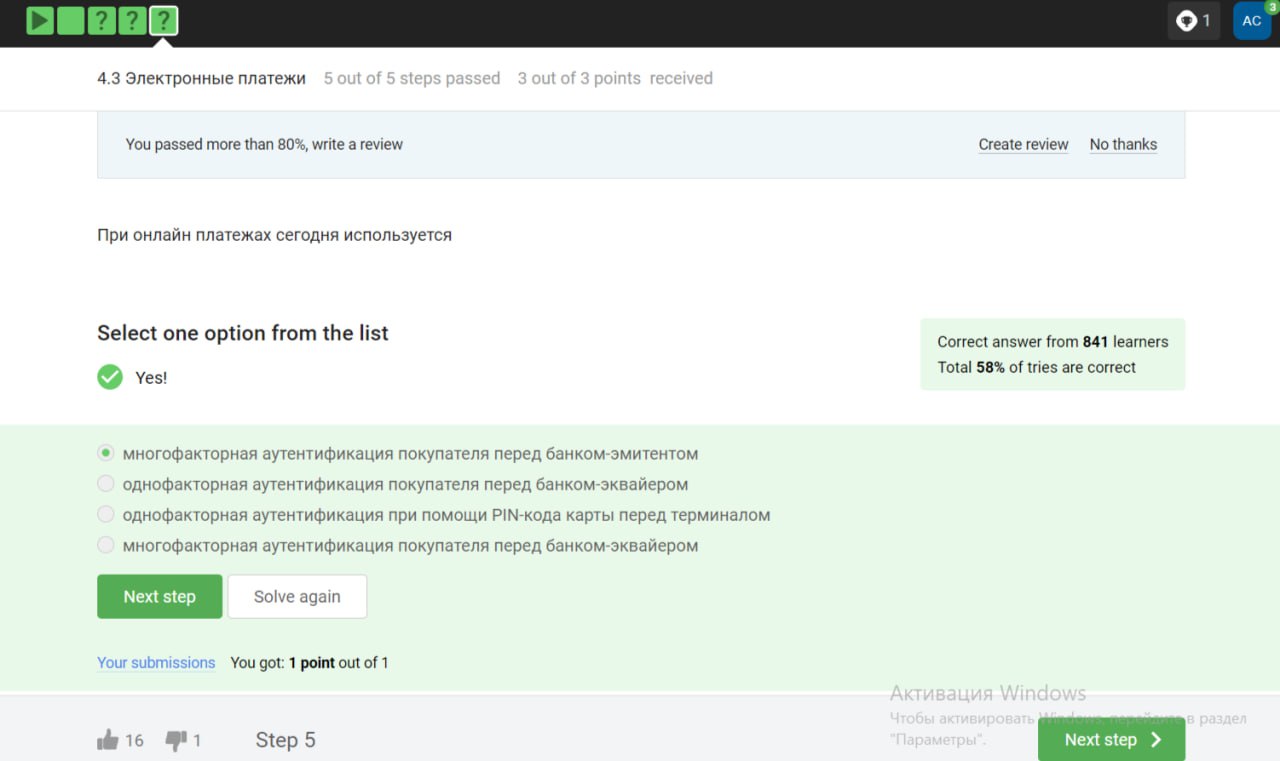 ? ? ?
1
AC
3
4.3 Электронные платежи 5 out of 5 steps passed 3 out of 3 points received
You passed more than 80%, write a review Create review No thanks
При онлайн платежах сегодня используется
Select one option from the list
Correct answer from 841 learners
Total 58% of tries are correct
Yes!
многофакторная аутентификация покупателя перед банком-эмитентом
однофакторная аутентификация покупателя перед банком-эквайером
однофакторная аутентификация при помощи PIN-кода карты перед терминалом
многофакторная аутентификация покупателя перед банком-эквайером
Next step Solve again
Your submissions You got: 1 point out of 1
Активация Windows
Чтобы активировать Windows, перейдите в раздел
"Параметры".
16 1 Step 5 Next step